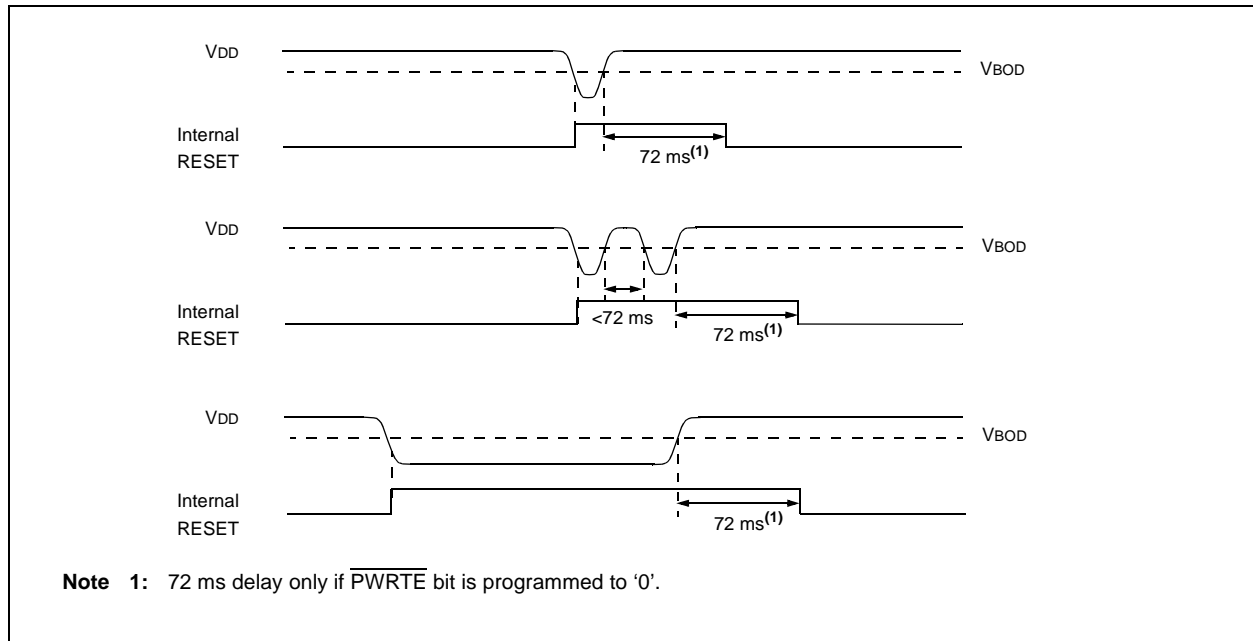 VDD
VBOD
Internal
RESET
72 ms(1)
VDD
VBOD
Internal
RESET
<72 ms
72 ms(1)
VDD
VBOD
Internal
RESET
72 ms(1)
Note 1: 72 ms delay only if PWRTE bit is programmed to ‘0’.